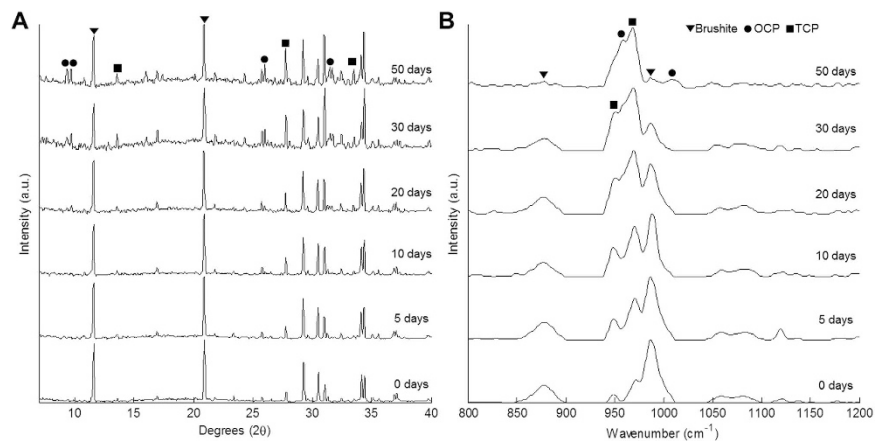 A
50 days
30 days
20 days
10 days
5 days
0 days
Intensity (a.u.)
10 15 20 25 30 35 40
Degrees (2θ)
B
Brushite OCP TCP
50 days
30 days
20 days
10 days
5 days
0 days
Intensity (a.u.)
800 850 900 950 1000 1050 1100 1150 1200
Wavenumber (cm⁻¹)